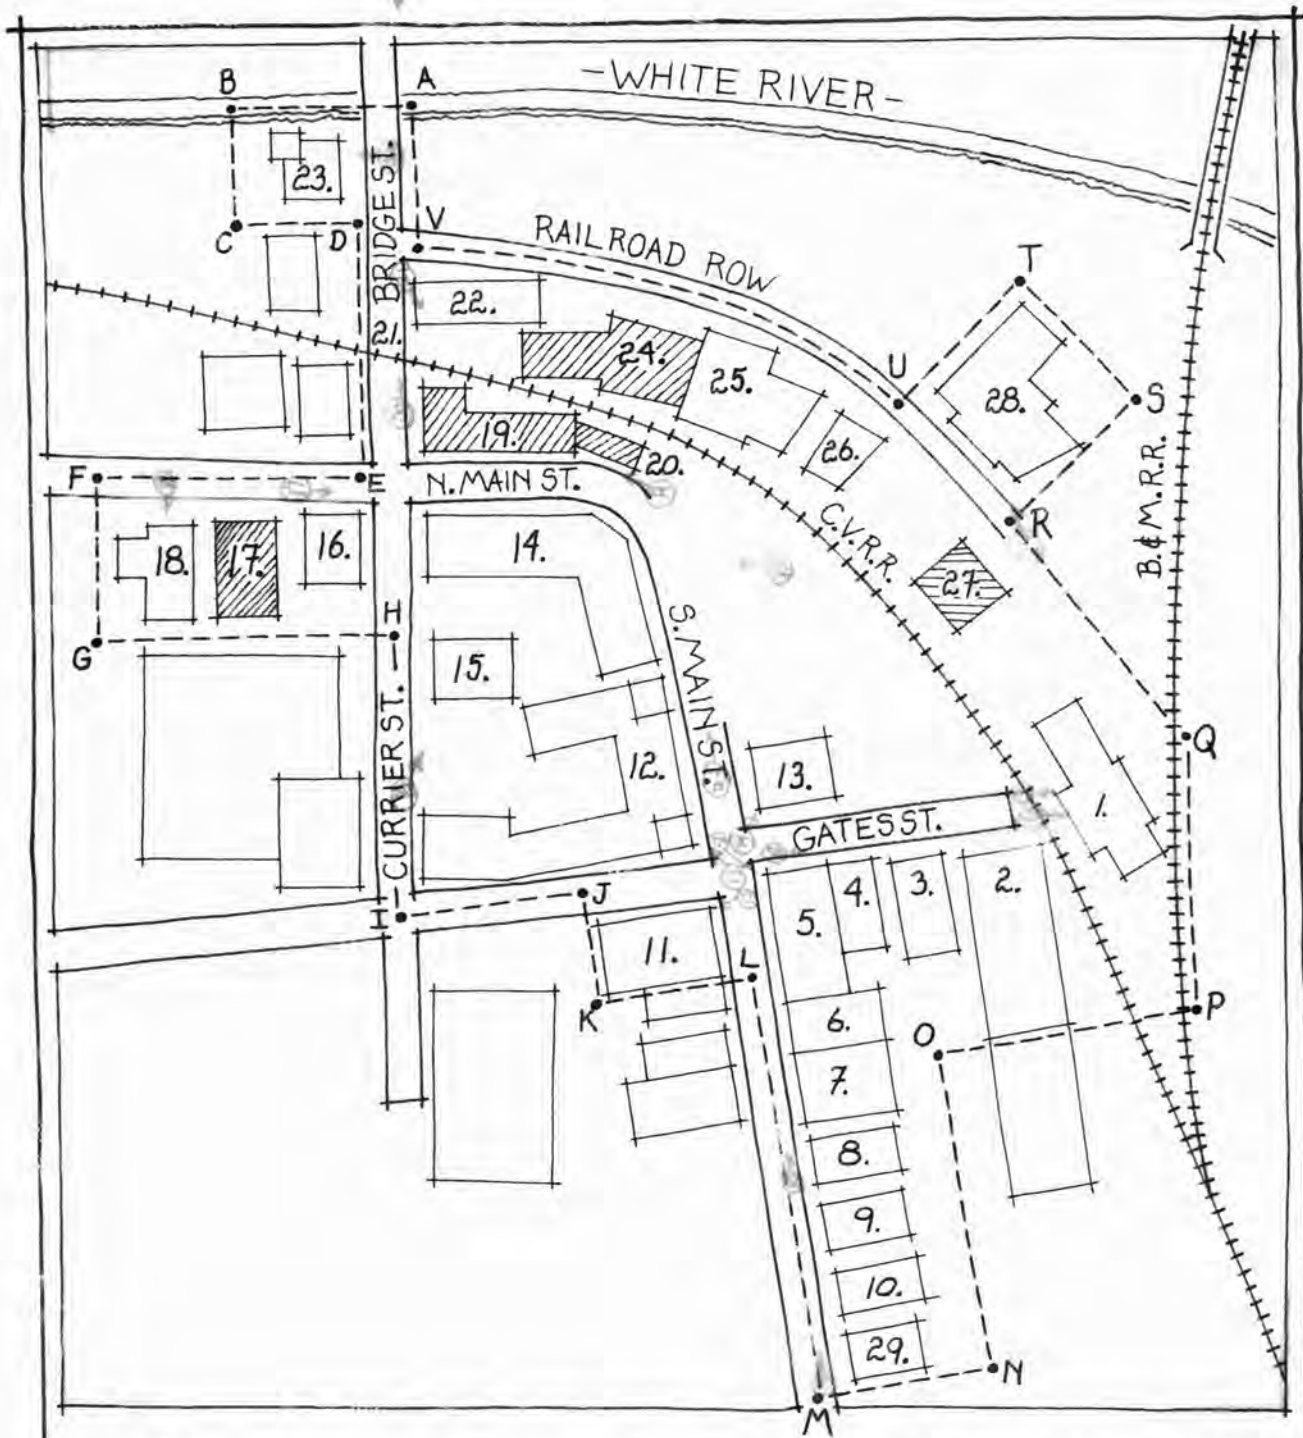 -WHITE RIVER-
B
A
BRIDGE ST.
23.
C
D
V
RAILROAD ROW
T
22.
21.
24.
25.
U
28.
S
19.
20.
26.
F
E
N. MAIN ST.
C.V.R.R.
R
B.&M.R.R.
18.
17.
16.
14.
27.
G
H
15.
S. MAIN ST.
Q
CURRIER ST.
12.
13.
1.
GATES ST.
I
J
5.
4.
3.
2.
11.
L
K
6.
O
P
7.
8.
9.
10.
29.
N
M